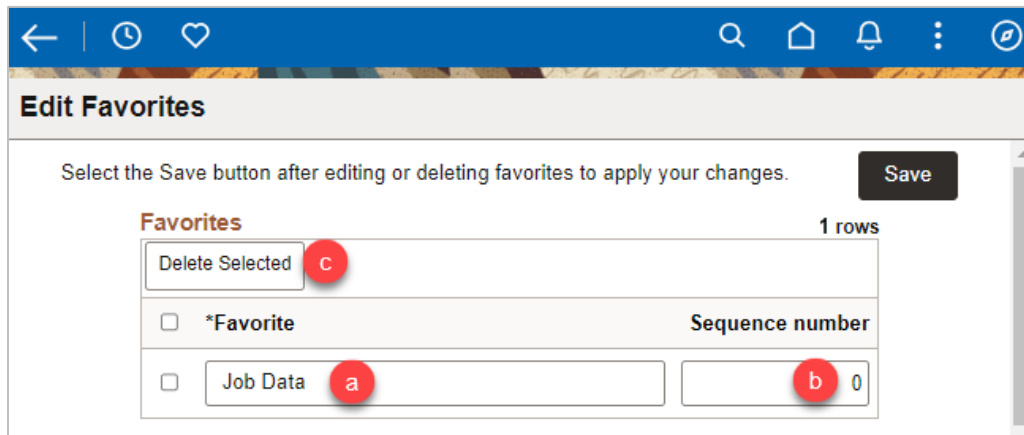 Edit Favorites
Select the Save button after editing or deleting favorites to apply your changes. Save
Favorites 1 rows
Delete Selected c
*Favorite Sequence number
Job Data a b 0